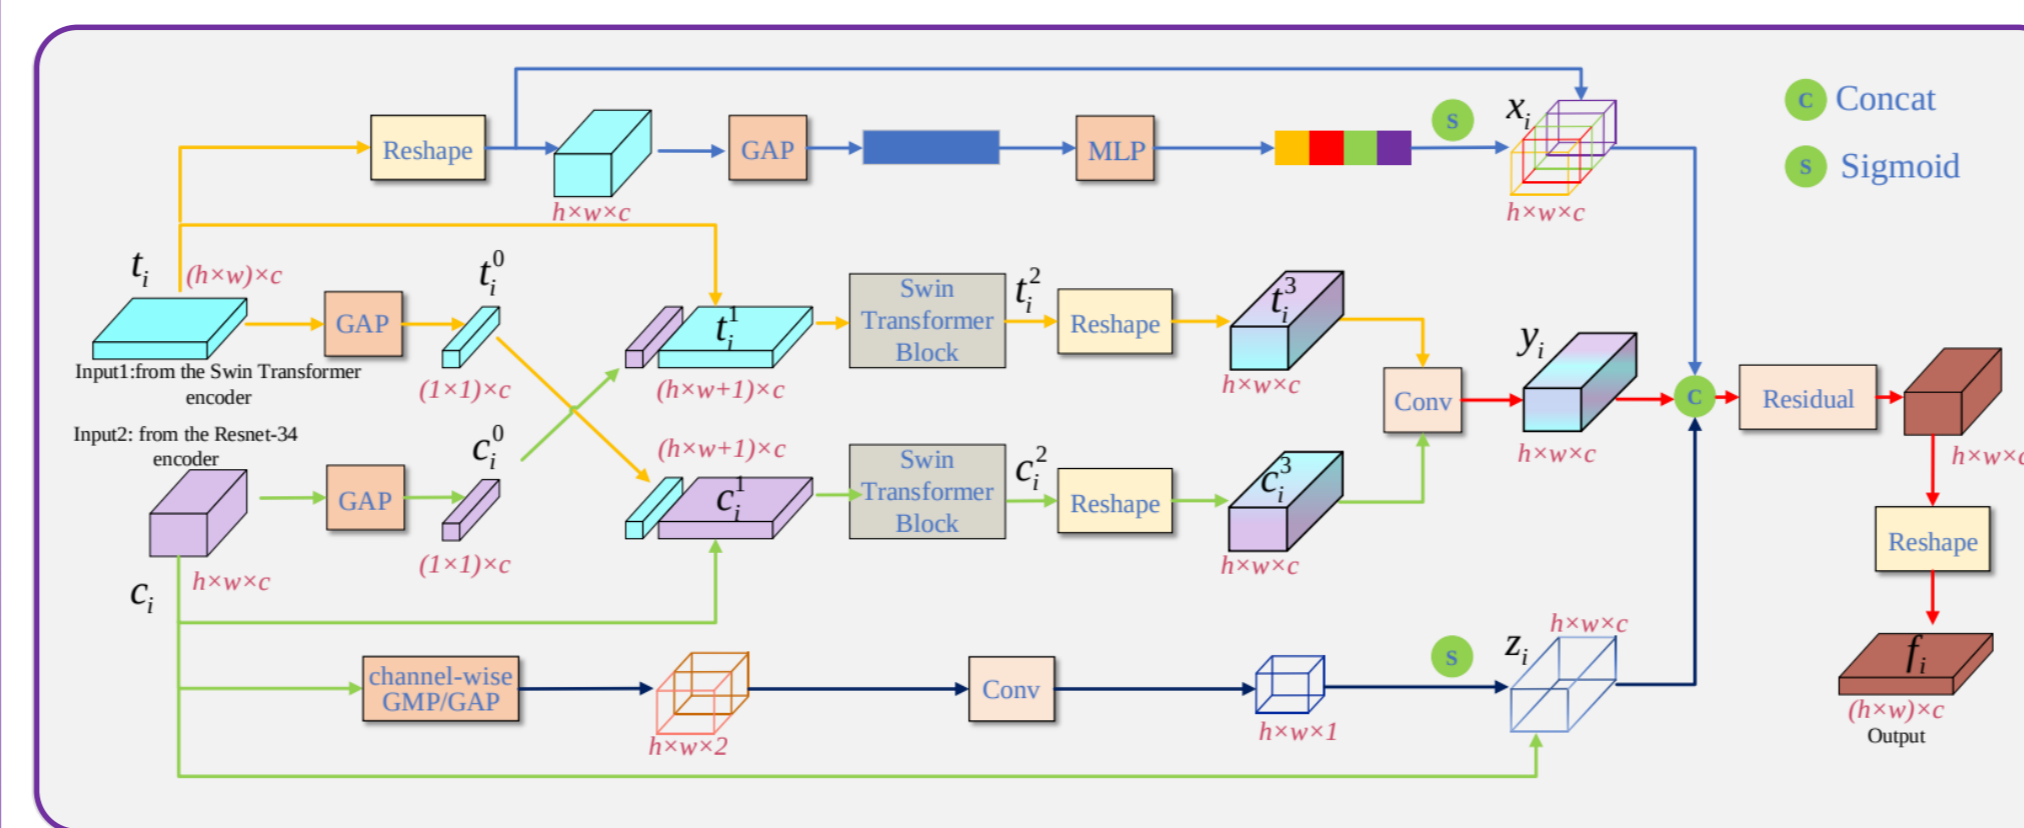 Reshape
h×w×c
GAP
MLP
S
x_i
h×w×c
C Concat
S Sigmoid
t_i
(h×w)×c
Input1:from the Swin Transformer
encoder
GAP
t_i^0
(1×1)×c
t_i^1
(h×w+1)×c
Swin
Transformer
Block
t_i^2
Reshape
t_i^3
h×w×c
Input2: from the Resnet-34
encoder
c_i
h×w×c
GAP
c_i^0
(1×1)×c
(h×w+1)×c
c_i^1
Swin
Transformer
Block
c_i^2
Reshape
c_i^3
h×w×c
Conv
y_i
h×w×c
C
Residual
h×w×c
Reshape
f_i
(h×w)×c
Output
channel-wise
GMP/GAP
h×w×2
Conv
h×w×1
S
z_i
h×w×c